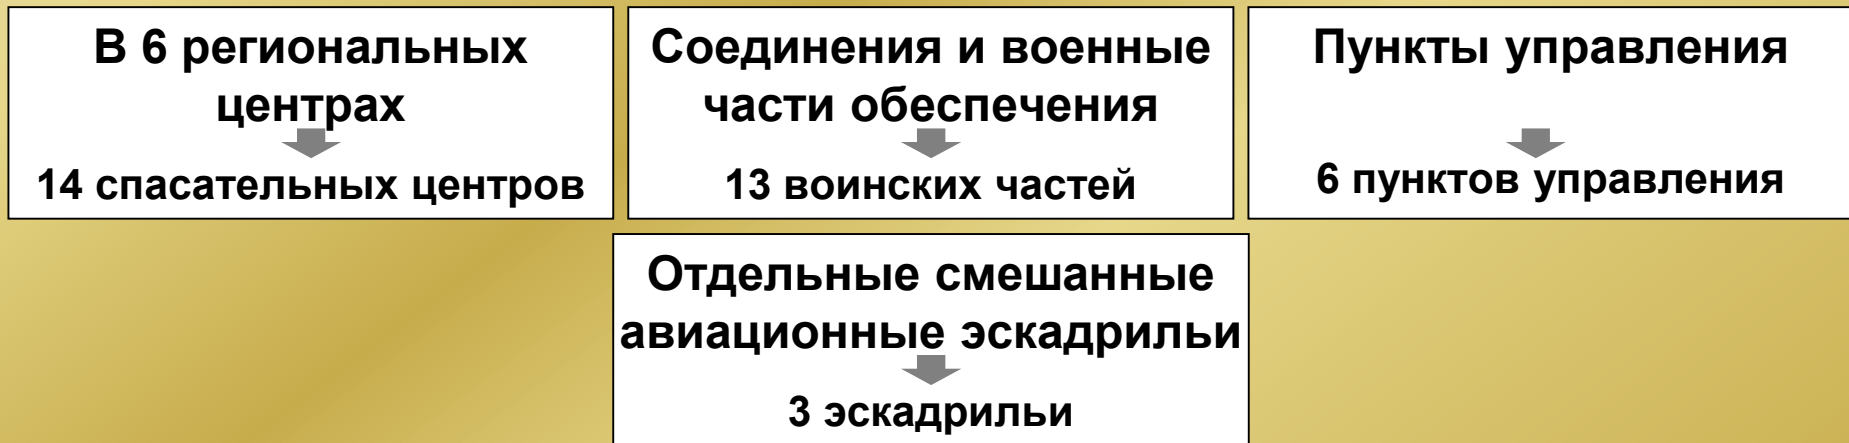 В 6 региональных
центрах
14 спасательных центров
Соединения и военные
части обеспечения
13 воинских частей
Пункты управления
6 пунктов управления
Отдельные смешанные
авиационные эскадрильи
3 эскадрильи